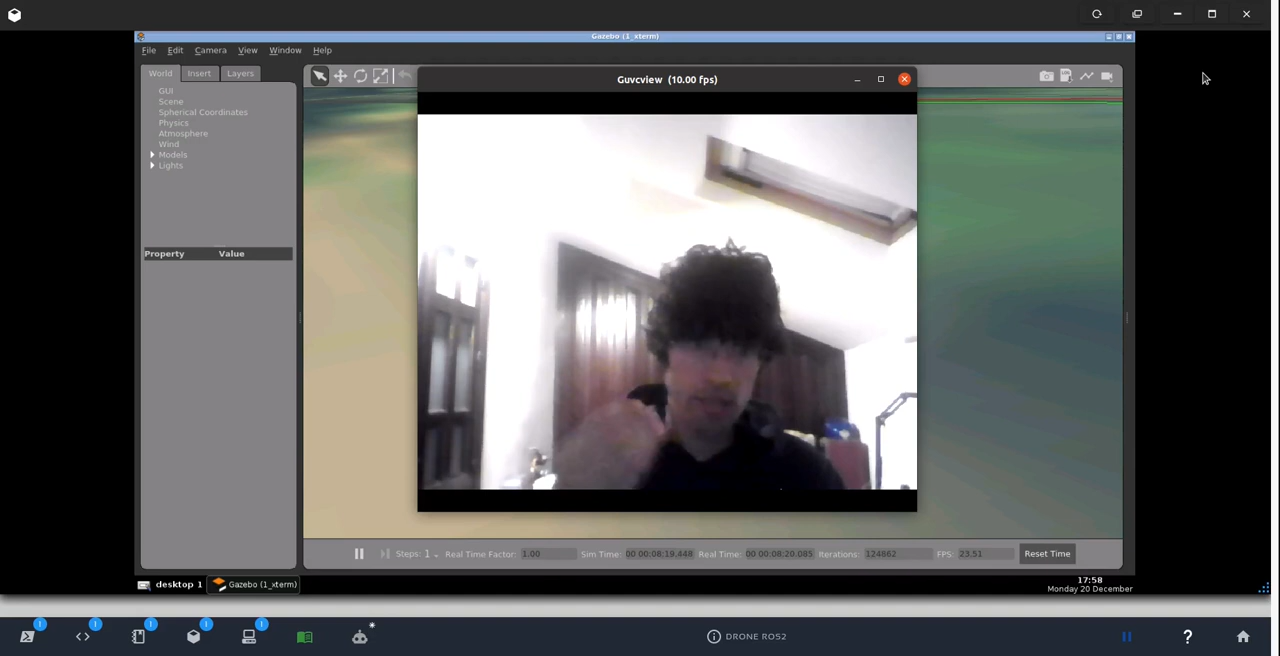 Gazebo (1_xterm)
File Edit Camera View Window Help
World Insert Layers
Guvcview (10.00 fps)
GUI
Scene
Spherical Coordinates
Physics
Atmosphere
Wind
Models
Lights
Property Value
Steps: 1 Real Time Factor: 1.00 Sim Time: 00 00:08:19.448 Real Time: 00 00:08:20.085 Iterations: 124862 FPS: 23.51 Reset Time
desktop 1 Gazebo (1_xterm)
17:58
Monday 20 December
DRONE ROS2